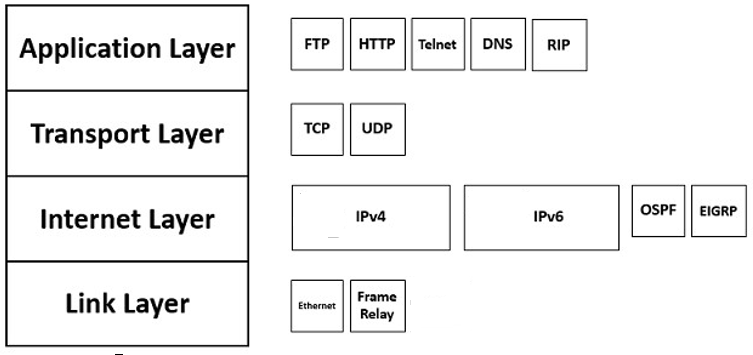 Application Layer
FTP
HTTP
Telnet
DNS
RIP
Transport Layer
TCP
UDP
Internet Layer
IPv4
IPv6
OSPF
EIGRP
Link Layer
Ethernet
Frame
Relay